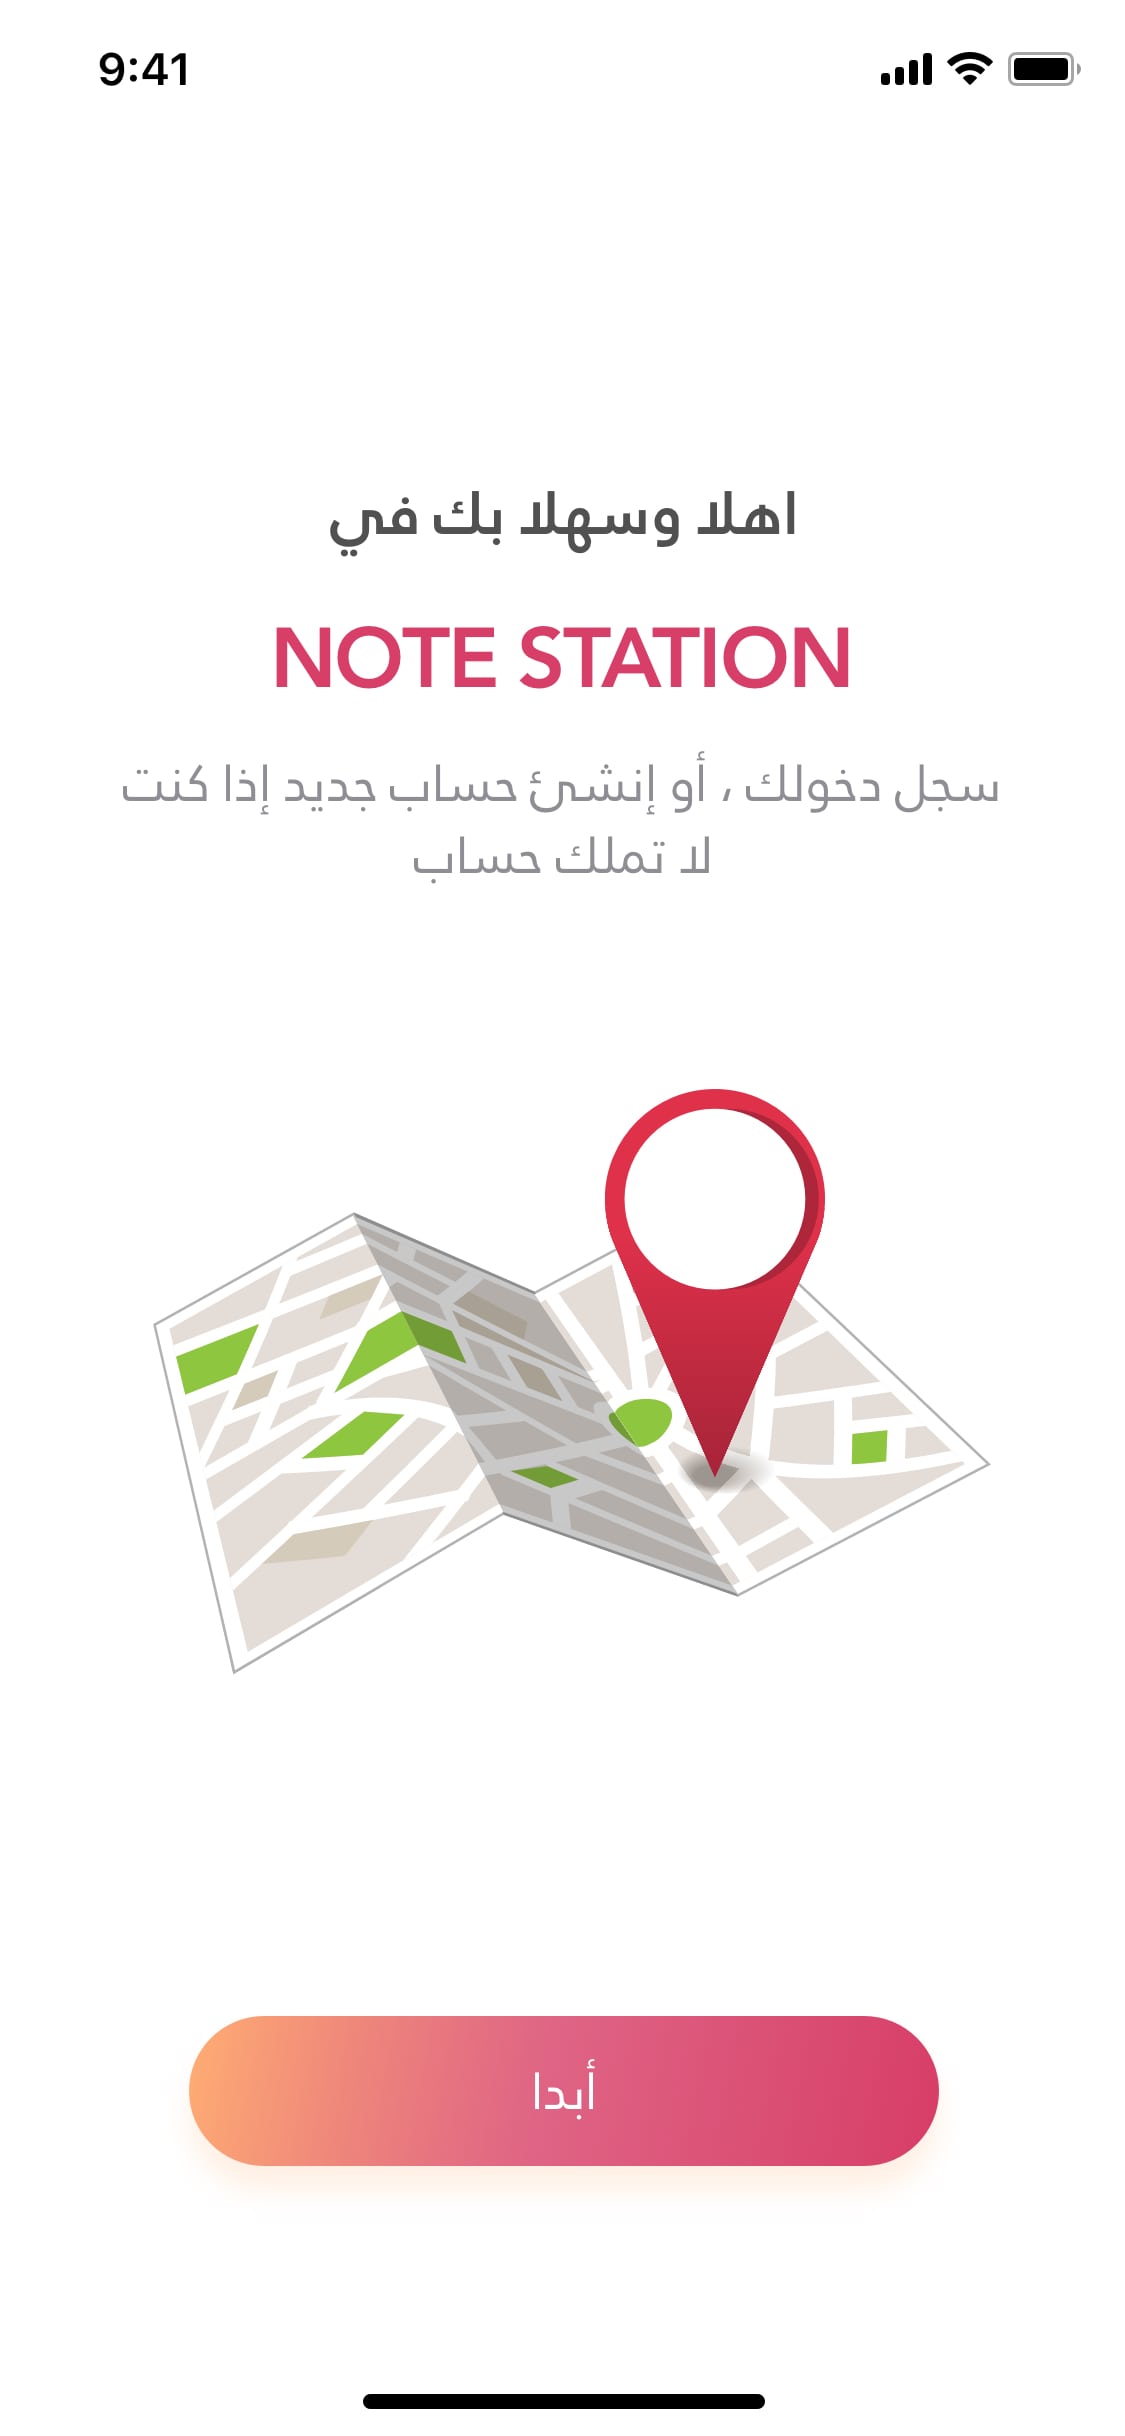 9:41
اهلا وسهلا بك في
NOTE STATION
سجل دخولك ، أو إنشئ حساب جديد إذا كنت
لا تملك حساب
أبدا